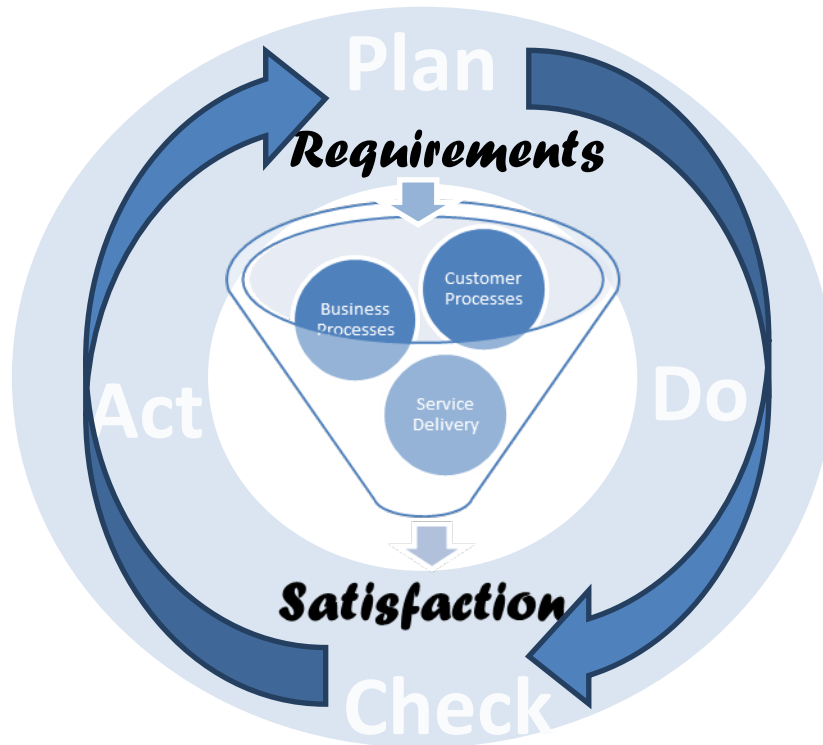 Plan
Requirements
Customer
Processes
Business
Processes
Act
Do
Service
Delivery
Satisfaction
Check